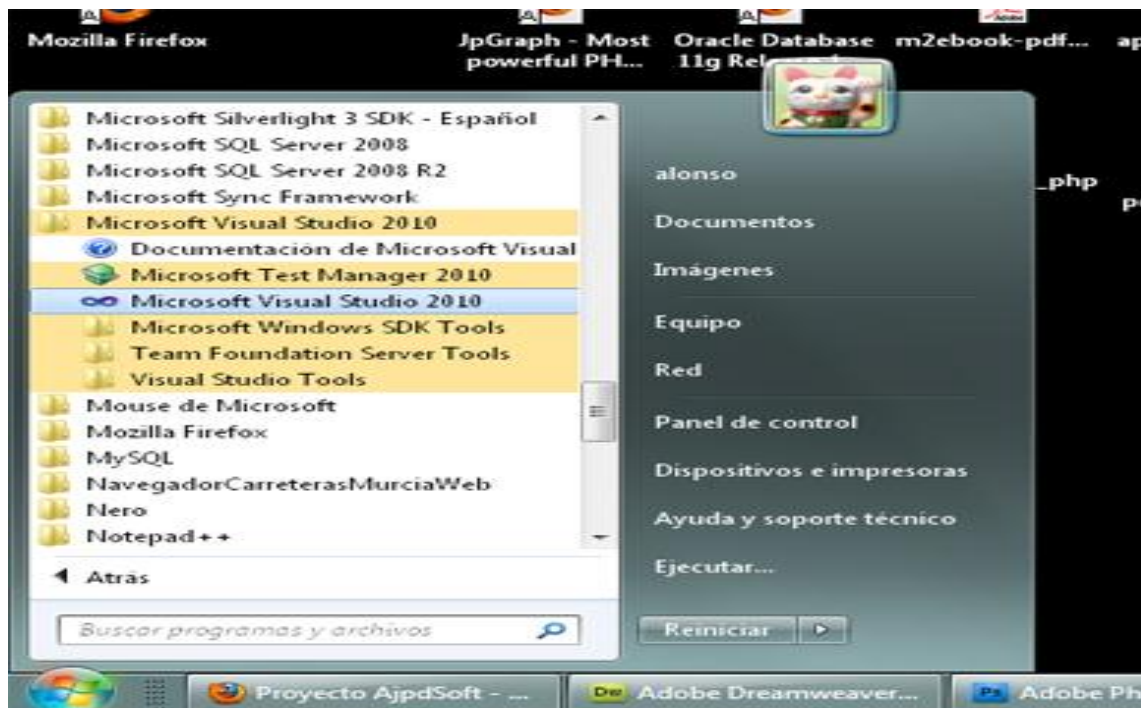 Mozilla Firefox
JpGraph - Most
powerful PH...
Oracle Database
11g
m2ebook-pdf...
ap
_php
Microsoft Silverlight 3 SDK - Español
Microsoft SQL Server 2008
Microsoft SQL Server 2008 R2
Microsoft Sync Framework
Microsoft Visual Studio 2010
Documentación de Microsoft Visual
Microsoft Test Manager 2010
Microsoft Visual Studio 2010
Microsoft Windows SDK Tools
Team Foundation Server Tools
Visual Studio Tools
Mouse de Microsoft
Mozilla Firefox
MySQL
NavegadorCarreterasMurciaWeb
Nero
Notepad++
Atrás
Buscar programas y archivos
alonso
Documentos
Imágenes
Equipo
Red
Panel de control
Dispositivos e impresoras
Ayuda y soporte técnico
Ejecutar...
Reiniciar
Proyecto AjpdSoft - ...
Dw Adobe Dreamweaver...
Ps Adobe Ph